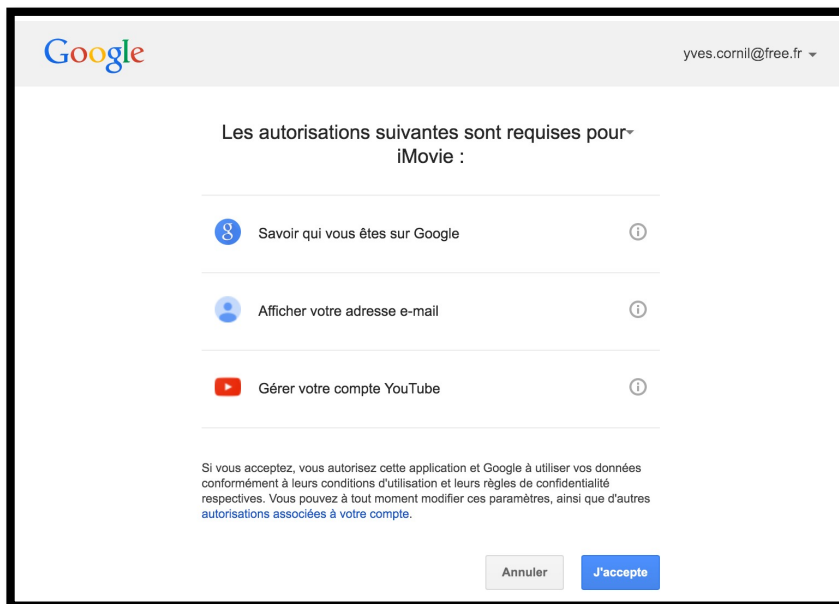 Google
yves.cornil@free.fr
Les autorisations suivantes sont requises pour
iMovie :
Savoir qui vous êtes sur Google
Afficher votre adresse e-mail
Gérer votre compte YouTube
Si vous acceptez, vous autorisez cette application et Google à utiliser vos données
conformément à leurs conditions d'utilisation et leurs règles de confidentialité
respectives. Vous pouvez à tout moment modifier ces paramètres, ainsi que d'autres
autorisations associées à votre compte.
Annuler
J'accepte